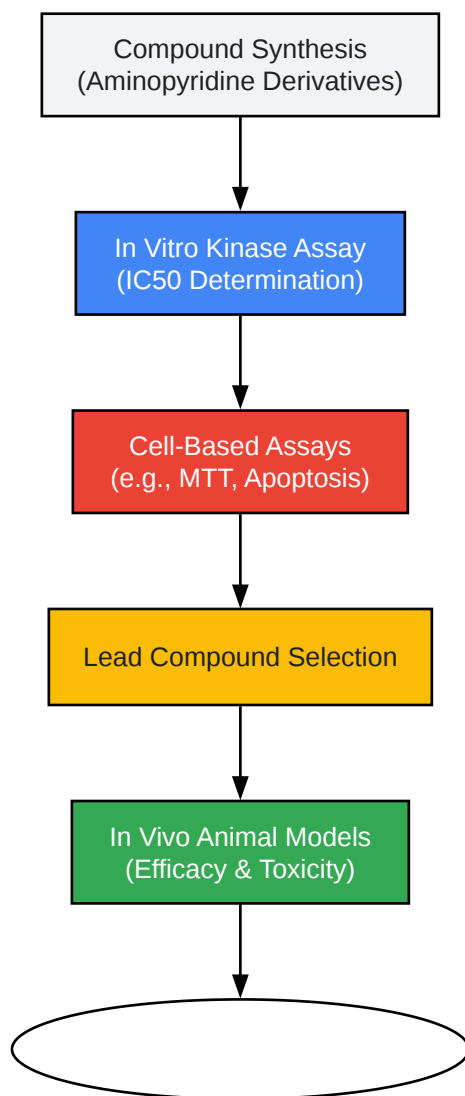 Compound Synthesis
(Aminopyridine Derivatives)
In Vitro Kinase Assay
(IC50 Determination)
Cell-Based Assays
(e.g., MTT, Apoptosis)
Lead Compound Selection
In Vivo Animal Models
(Efficacy & Toxicity)